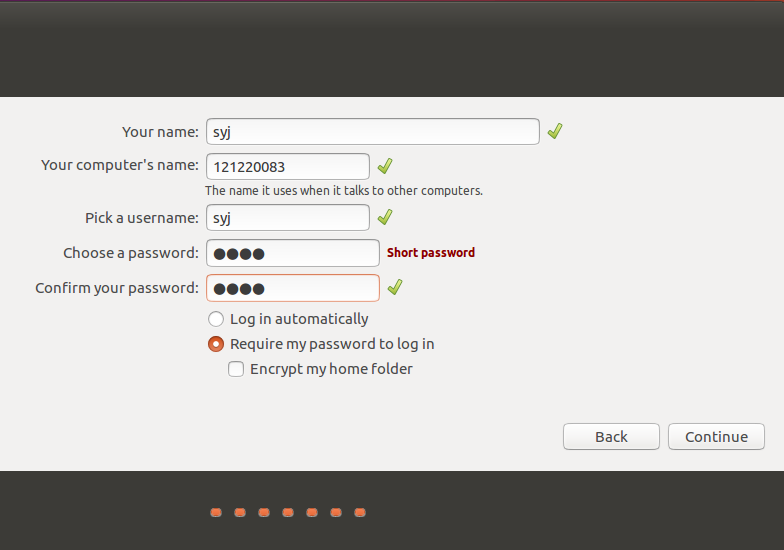 Your name: syj
Your computer's name: 121220083
The name it uses when it talks to other computers.
Pick a username: syj
Choose a password: ●●●● Short password
Confirm your password: ●●●●
Log in automatically
Require my password to log in
Encrypt my home folder
Back Continue